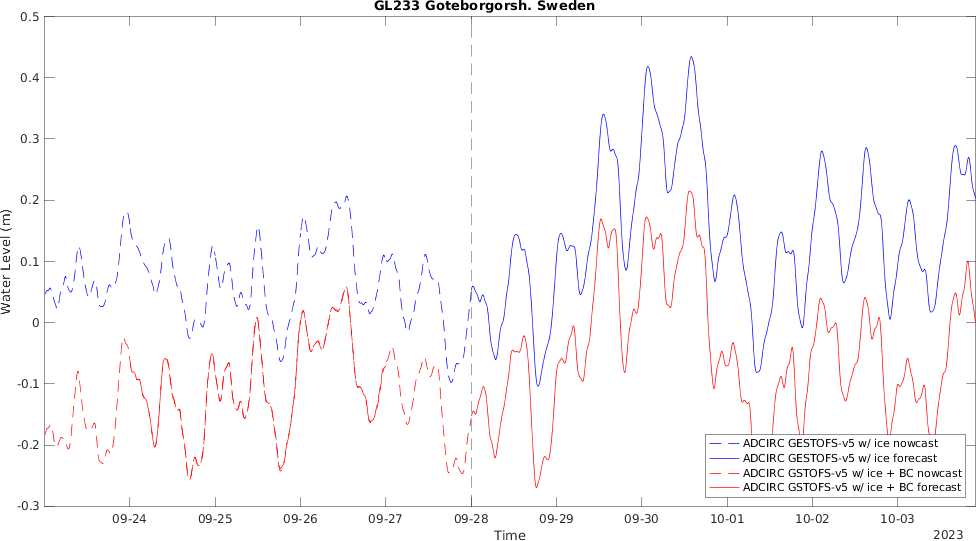 GL233 Goteborgorsh. Sweden
0.5
0.4
0.3
0.2
0.1
0
-0.1
-0.2
-0.3
Water Level (m)
ADCIRC GESTOFS-v5 w/ ice nowcast
ADCIRC GESTOFS-v5 w/ ice forecast
ADCIRC GSTOFS-v5 w/ ice + BC nowcast
ADCIRC GSTOFS-v5 w/ ice + BC forecast
09-24 09-25 09-26 09-27 09-28 09-29 09-30 10-01 10-02 10-03
Time
2023